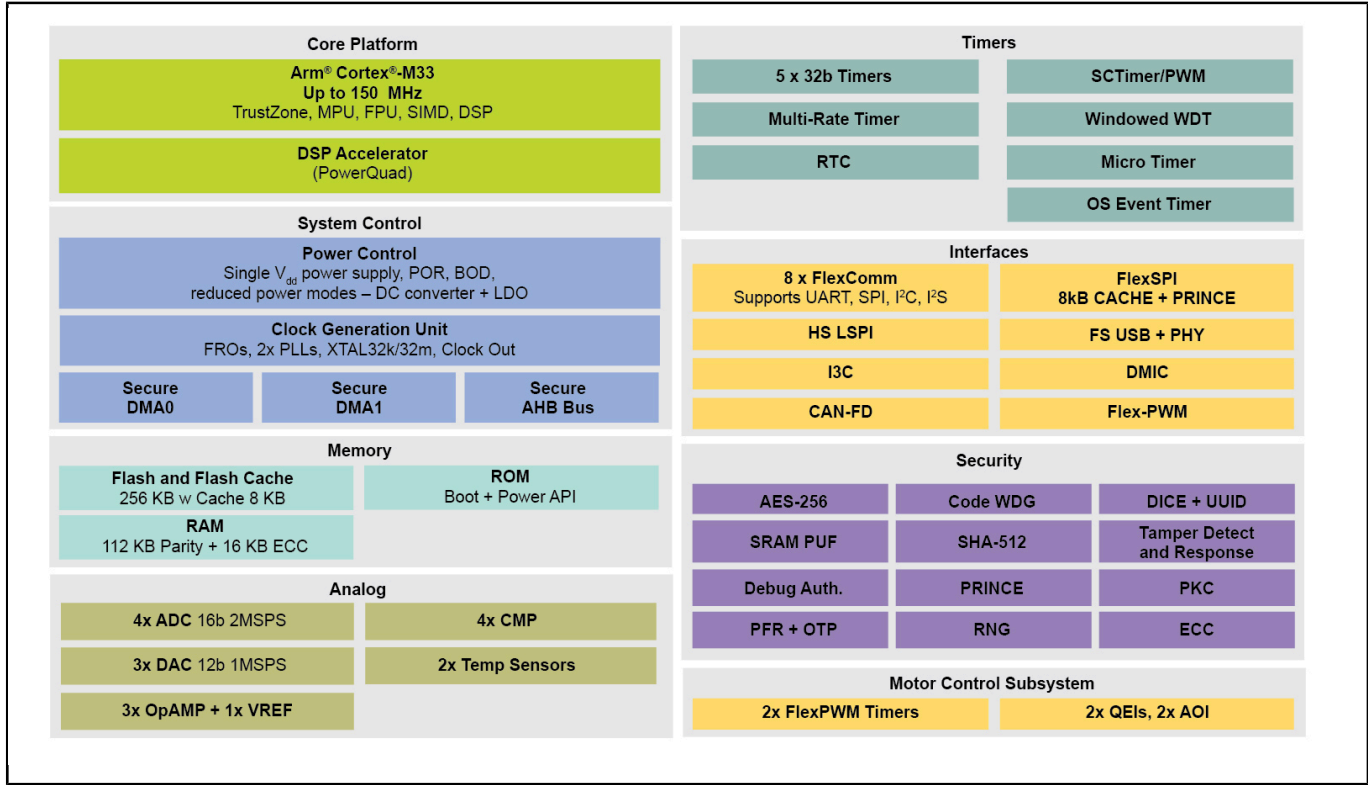 Core Platform
Arm® Cortex®-M33
Up to 150 MHz
TrustZone, MPU, FPU, SIMD, DSP
DSP Accelerator
(PowerQuad)
System Control
Power Control
Single Vdd power supply, POR, BOD,
reduced power modes – DC converter + LDO
Clock Generation Unit
FROs, 2x PLLs, XTAL32k/32m, Clock Out
Secure
DMA0
Secure
DMA1
Secure
AHB Bus
Memory
Flash and Flash Cache
256 KB w Cache 8 KB
ROM
Boot + Power API
RAM
112 KB Parity + 16 KB ECC
Analog
4x ADC 16b 2MSPS
4x CMP
3x DAC 12b 1MSPS
2x Temp Sensors
3x OpAMP + 1x VREF
Timers
5 x 32b Timers
SCTimer/PWM
Multi-Rate Timer
Windowed WDT
RTC
Micro Timer
OS Event Timer
Interfaces
8 x FlexComm
Supports UART, SPI, I²C, I²S
FlexSPI
8kB CACHE + PRINCE
HS LSPI
FS USB + PHY
I3C
DMIC
CAN-FD
Flex-PWM
Security
AES-256
Code WDG
DICE + UUID
SRAM PUF
SHA-512
Tamper Detect
and Response
Debug Auth.
PRINCE
PKC
PFR + OTP
RNG
ECC
Motor Control Subsystem
2x FlexPWM Timers
2x QEIs, 2x AOI